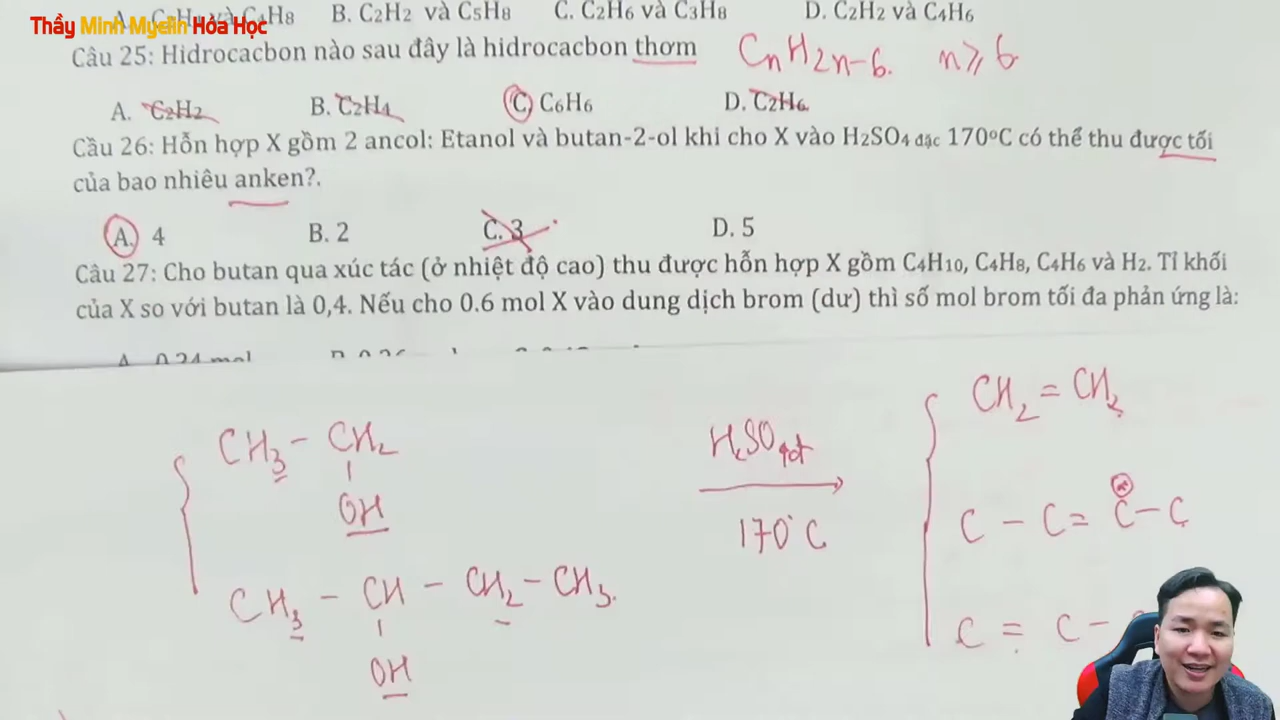 B. C2H2 và C5H8 C. C2H6 và C3H8 D. C2H2 và C4H6
Thầy Minh Myelin Hóa Học
Câu 25: Hidrocacbon nào sau đây là hidrocacbon thơm CnH2n-6. n⩾6
A. C2H2 B. C2H4 C. C6H6 D. C2H6
Cầu 26: Hỗn hợp X gồm 2 ancol: Etanol và butan-2-ol khi cho X vào H2SO4 đặc 170°C có thể thu được tối
của bao nhiêu anken?.
A. 4 B. 2 C. 3 D. 5
Câu 27: Cho butan qua xúc tác (ở nhiệt độ cao) thu được hỗn hợp X gồm C4H10, C4H8, C4H6 và H2. Tỉ khối
của X so với butan là 0,4. Nếu cho 0.6 mol X vào dung dịch brom (dư) thì số mol brom tối đa phản ứng là:
A. 0,24 mol
CH2 = CH2
CH3 - CH2 H2SO4đ
OH 170°C C - C = C - C
CH3 - CH - CH2 - CH3. C = C -
OH